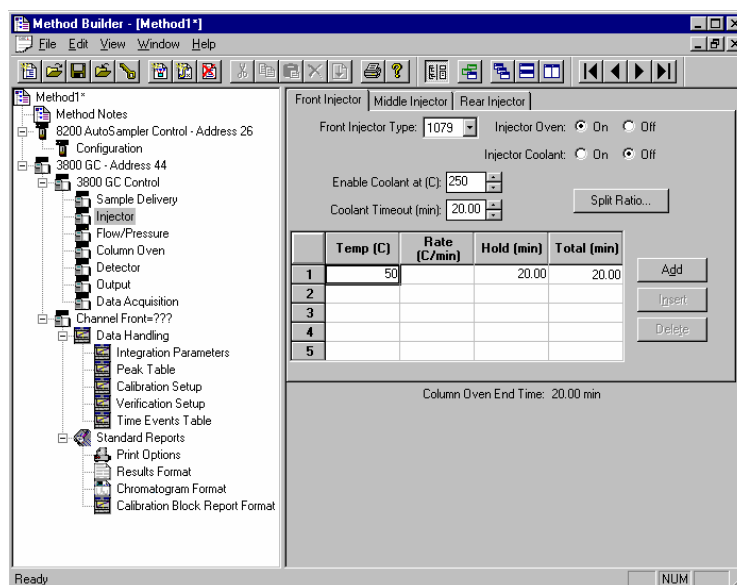 Method Builder - [Method1*]
File Edit View Window Help
Method1*
Method Notes
8200 AutoSampler Control - Address 26
Configuration
3800 GC - Address 44
3800 GC Control
Sample Delivery
Injector
Flow/Pressure
Column Oven
Detector
Output
Data Acquisition
Channel Front=???
Data Handling
Integration Parameters
Peak Table
Calibration Setup
Verification Setup
Time Events Table
Standard Reports
Print Options
Results Format
Chromatogram Format
Calibration Block Report Format
Front Injector Middle Injector Rear Injector
Front Injector Type: 1079 Injector Oven: On Off
Injector Coolant: On Off
Enable Coolant at (C): 250
Coolant Timeout (min): 20.00
Split Ratio...
Temp (C) Rate (C/min) Hold (min) Total (min)
1 50 20.00 20.00
2
3
4
5
Add
Insert
Delete
Column Oven End Time: 20.00 min
Ready NUM